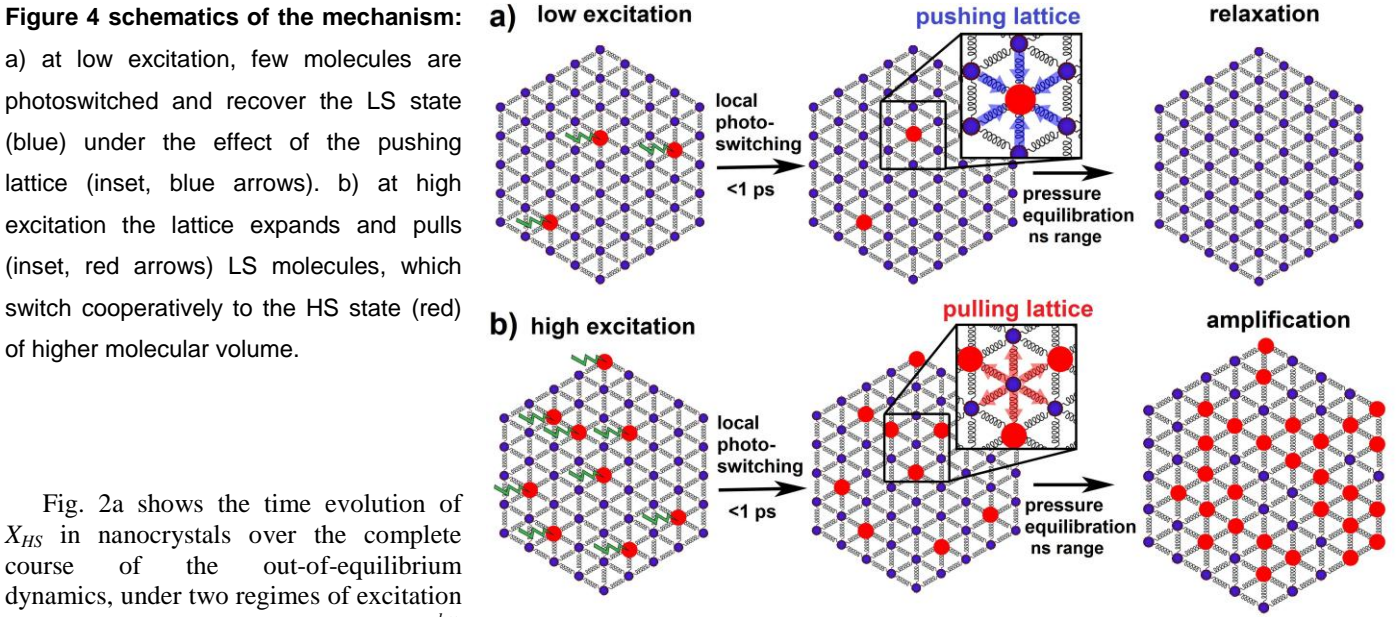 Figure 4 schematics of the mechanism:
a) at low excitation, few molecules are
photoswitched and recover the LS state
(blue) under the effect of the pushing
lattice (inset, blue arrows). b) at high
excitation the lattice expands and pulls
(inset, red arrows) LS molecules, which
switch cooperatively to the HS state (red)
of higher molecular volume.
Fig. 2a shows the time evolution of
X_HS in nanocrystals over the complete
course of the out-of-equilibrium
dynamics, under two regimes of excitation
a) low excitation
pushing lattice
relaxation
local
photo-
switching
<1 ps
pressure
equilibration
ns range
b) high excitation
pulling lattice
amplification
local
photo-
switching
<1 ps
pressure
equilibration
ns range